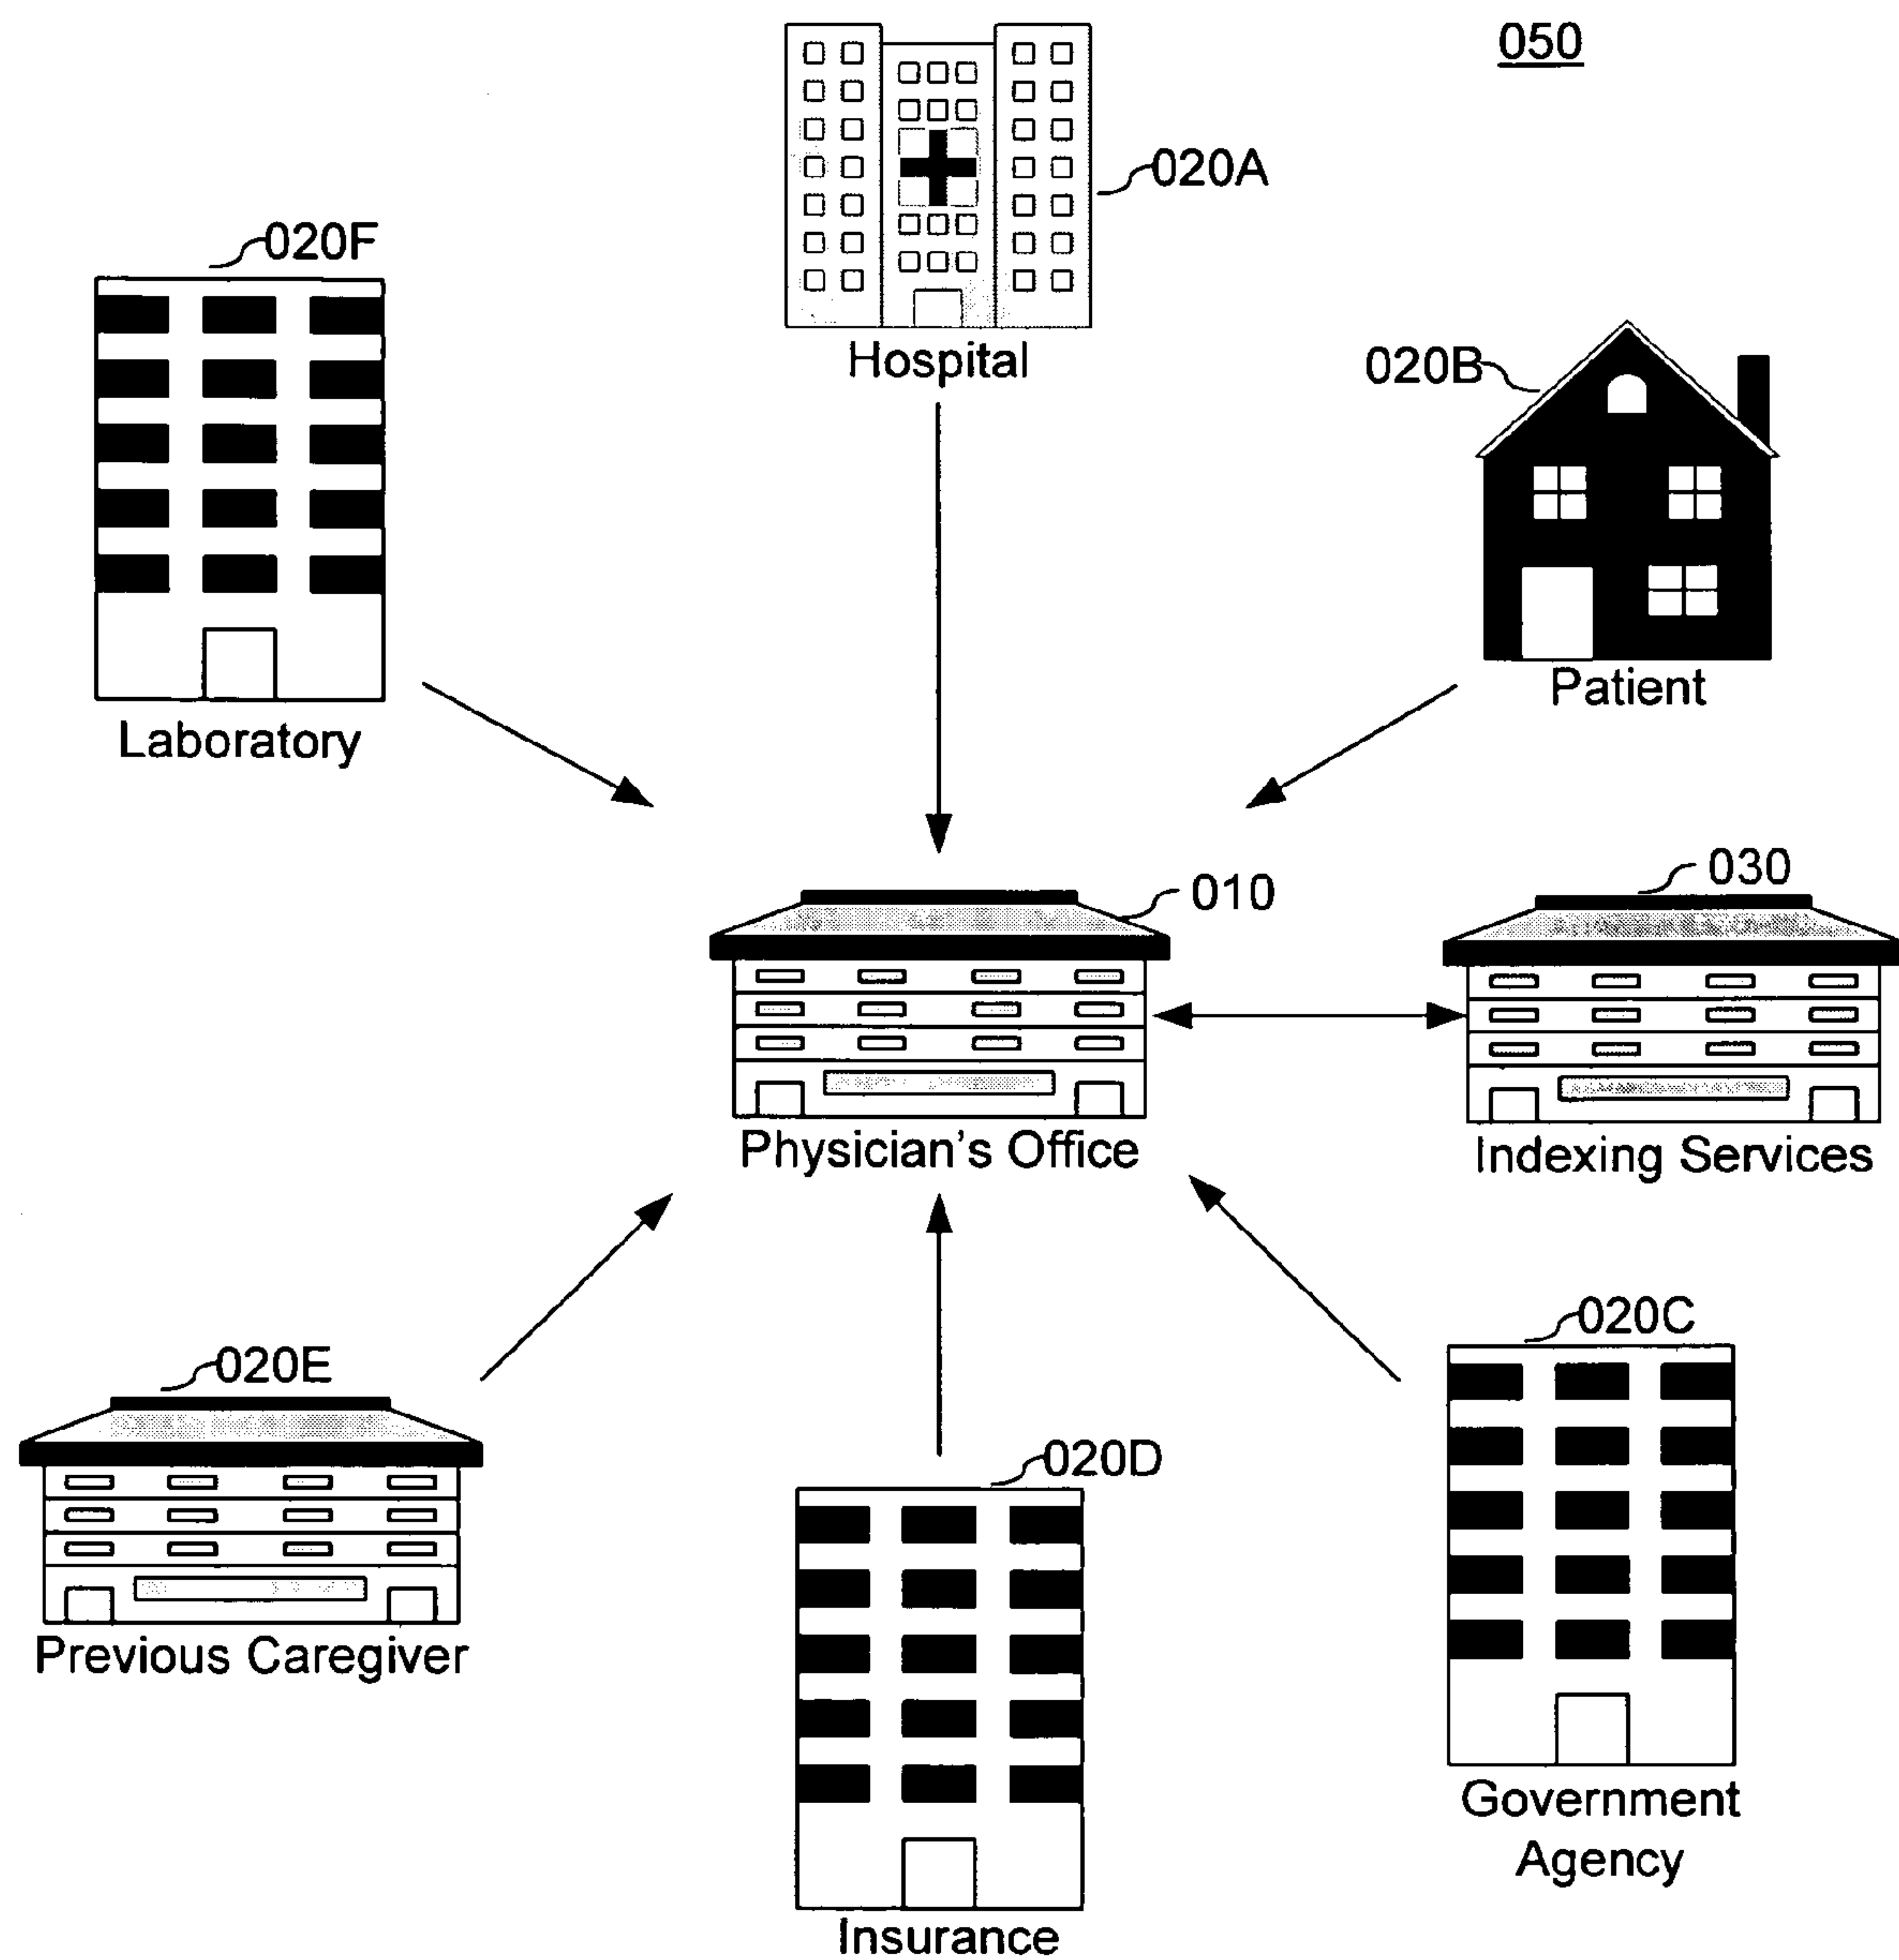 050
020A
020F
Hospital
020B
Patient
Laboratory
010
030
Physician's Office
Indexing Services
020C
020E
020D
Previous Caregiver
Government
Agency
Insurance